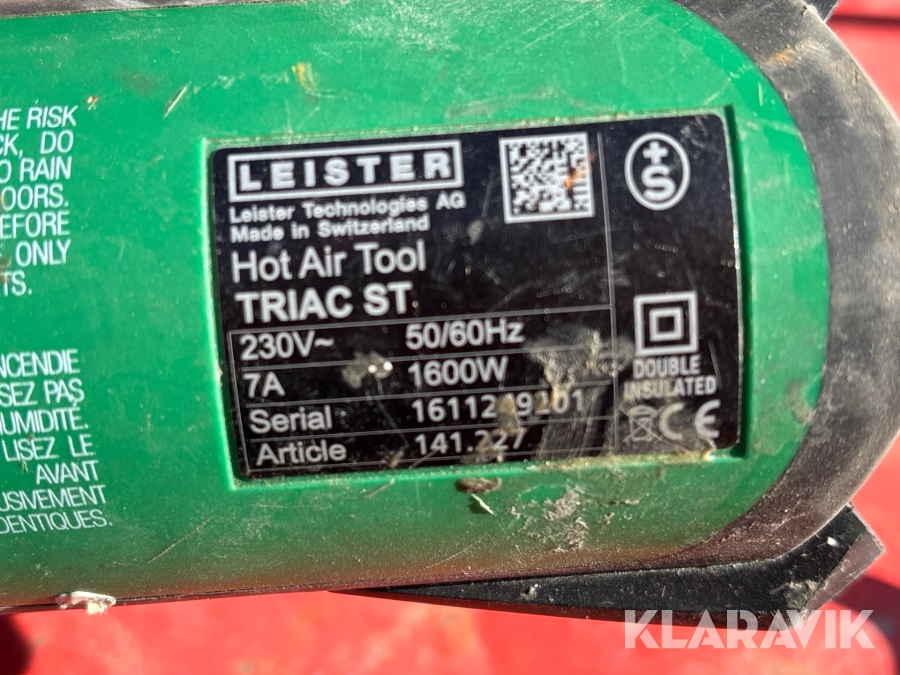 HE RISK
CK, DO
O RAIN
OORS.
EFORE
ONLY
TS.
NCENDIE
SEZ PAS
HUMIDITÉ.
LISEZ LE
AVANT
USIVEMENT
DENTIQUES.
LEISTER
Leister Technologies AG
Made in Switzerland
Hot Air Tool
TRIAC ST
230V~ 50/60Hz
7A 1600W
Serial
Article 141.227
+S
DOUBLE
INSULATED
CE
KLARAVIK